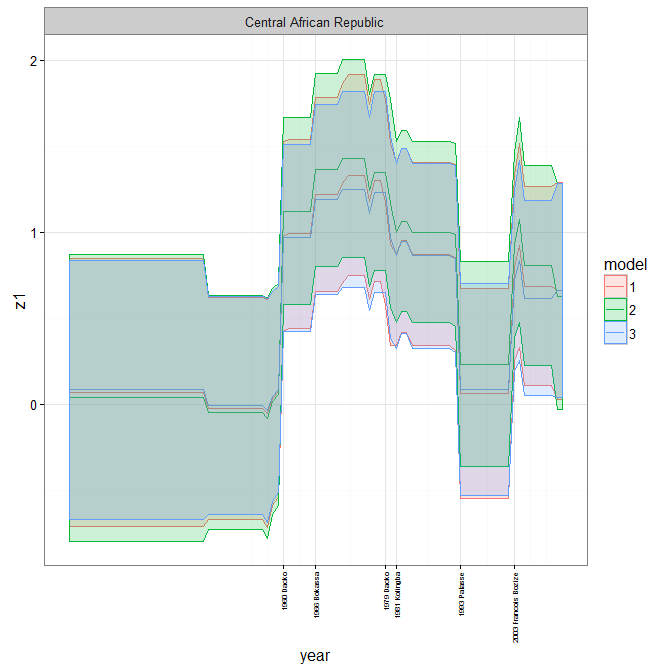 Central African Republic
2
1
0
z1
1960 Dacko
1966 Bokassa
1979 Dacko
1981 Kolingba
1993 Patasse
2003 Francois Bozize
year
model
1
2
3